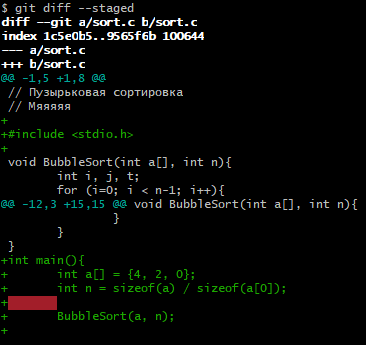 $ git diff --staged
diff --git a/sort.c b/sort.c
index 1c5e0b5..9565f6b 100644
--- a/sort.c
+++ b/sort.c
@@ -1,5 +1,8 @@
 // Пузырьковая сортировка
 // Мяяяяя
+
+#include <stdio.h>
+
 void BubbleSort(int a[], int n){
        int i, j, t;
        for (i=0; i < n-1; i++){
@@ -12,3 +15,15 @@ void BubbleSort(int a[], int n){
                }
        }
 }
+int main(){
+       int a[] = {4, 2, 0};
+       int n = sizeof(a) / sizeof(a[0]);
+
+       BubbleSort(a, n);
+